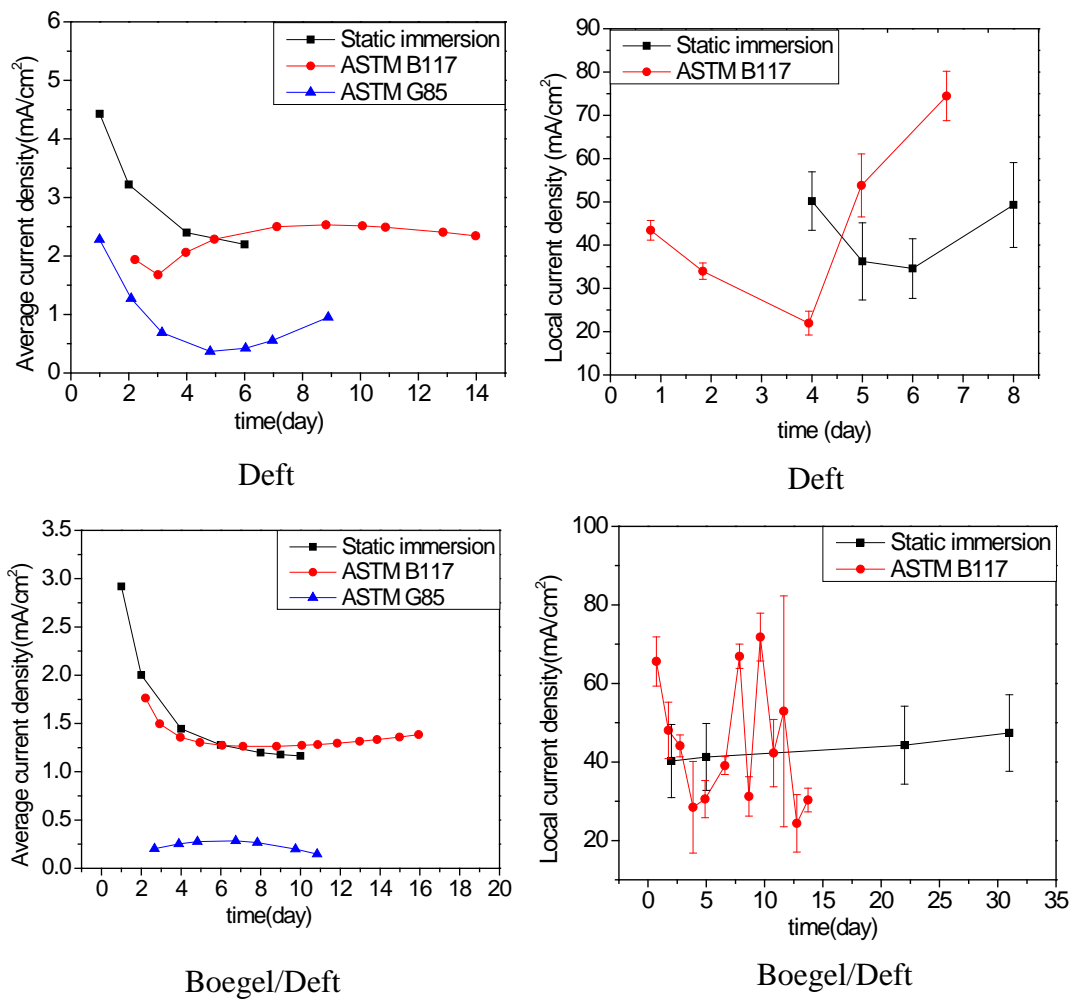 Average current density(mA/cm²)
6
5
4
3
2
1
0
Static immersion
ASTM B117
ASTM G85
0 2 4 6 8 10 12 14
time(day)
Deft
Local current density (mA/cm²)
90
80
70
60
50
40
30
20
10
Static immersion
ASTM B117
0 1 2 3 4 5 6 7 8
time (day)
Deft
Average current density(mA/cm²)
3.5
3.0
2.5
2.0
1.5
1.0
0.5
0.0
Static immersion
ASTM B117
ASTM G85
0 2 4 6 8 10 12 14 16 18 20
time(day)
Boegel/Deft
Local current density(mA/cm²)
100
80
60
40
20
Static immersion
ASTM B117
0 5 10 15 20 25 30 35
time(day)
Boegel/Deft